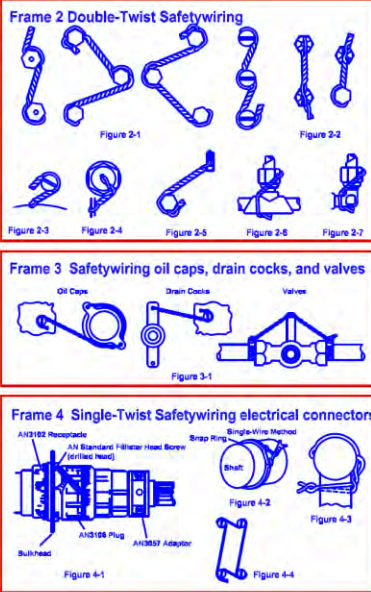 Frame 2 Double-Twist Safetywiring
Figure 2-1
Figure 2-2
Figure 2-3
Figure 2-4
Figure 2-5
Figure 2-6
Figure 2-7
Frame 3 Safetywiring oil caps, drain cocks, and valves
Oil Caps
Drain Cocks
Valves
Figure 3-1
Frame 4 Single-Twist Safetywiring electrical connectors
AN3102 Receptacle
AN Standard Fillister Head Screw
(drilled head)
AN3106 Plug
AN3057 Adaptor
Bulkhead
Figure 4-1
Single-Wire Method
Snap Ring
Shaft
Figure 4-2
Figure 4-3
Figure 4-4